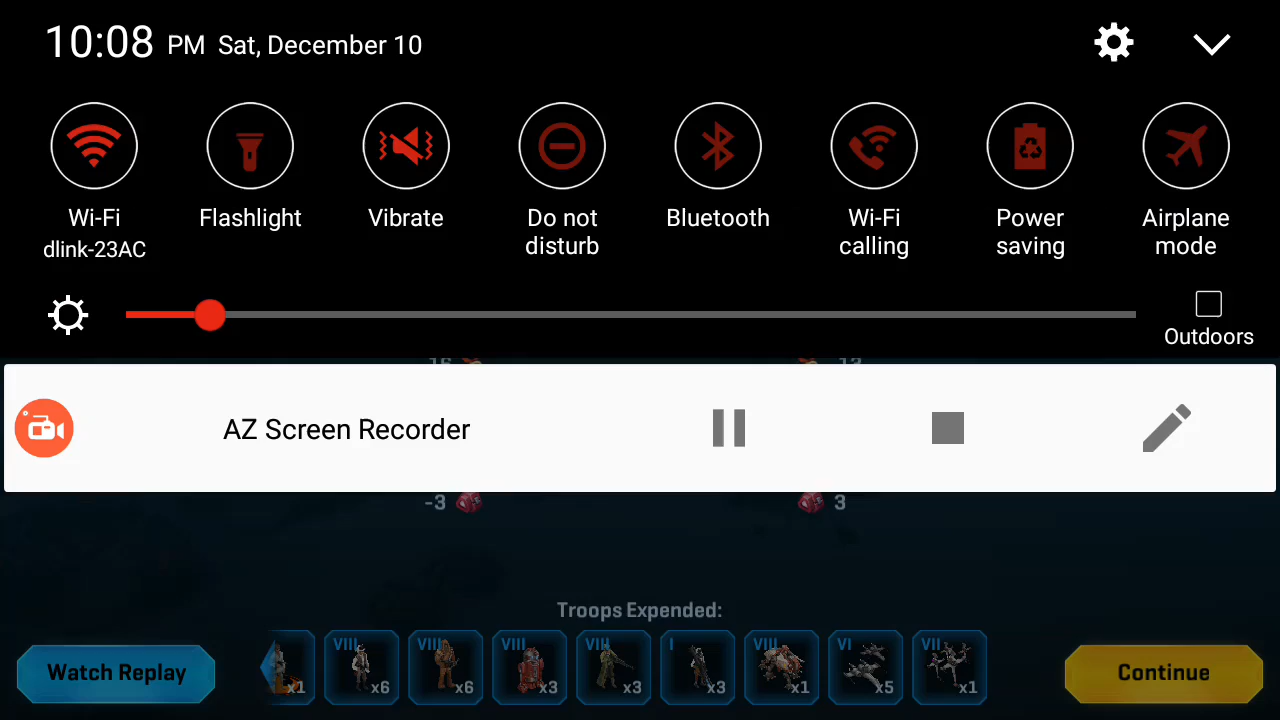 10:08 PM Sat, December 10
Wi-Fi
dlink-23AC
Flashlight
Vibrate
Do not
disturb
Bluetooth
Wi-Fi
calling
Power
saving
Airplane
mode
Outdoors
AZ Screen Recorder
-3
3
Troops Expended:
Watch Replay
x1
VIII
x6
VIII
x6
VIII
x3
VIII
x3
I
x3
VIII
x1
VI
x5
VII
x1
Continue